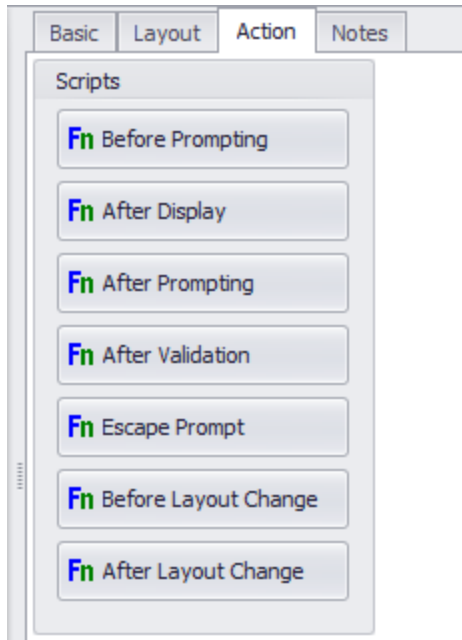 Basic Layout Action Notes
Scripts
Fn Before Prompting
Fn After Display
Fn After Prompting
Fn After Validation
Fn Escape Prompt
Fn Before Layout Change
Fn After Layout Change